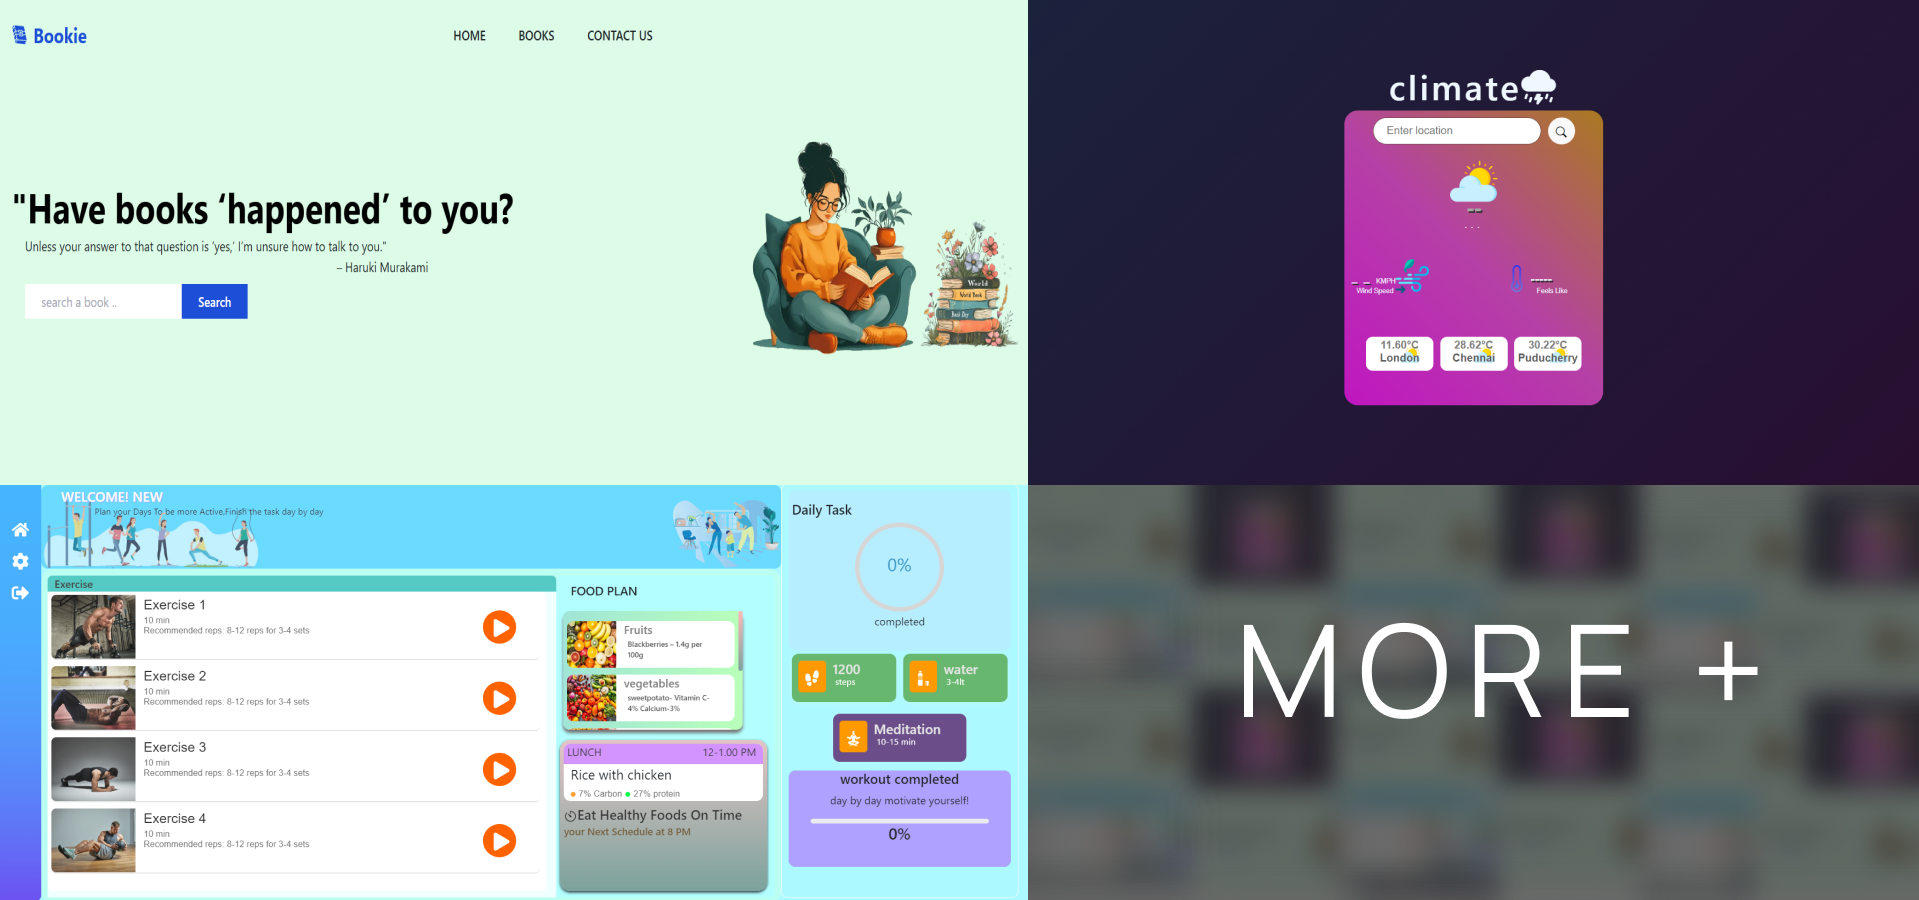 Bookie
HOME BOOKS CONTACT US
"Have books ‘happened’ to you?
Unless your answer to that question is ‘yes,’ I’m unsure how to talk to you."
– Haruki Murakami
search a book ..
Search
World
World Book
Book Day
climate
Enter location
--
. . .
_ _ KMPH
Wind Speed
-----
Feels Like
11.60°C
London
28.62°C
Chennai
30.22°C
Puducherry
WELCOME! NEW
Plan your Days To be more Active,Finish the task day by day
Exercise
Exercise 1
10 min
Recommended reps: 8-12 reps for 3-4 sets
Exercise 2
10 min
Recommended reps: 8-12 reps for 3-4 sets
Exercise 3
10 min
Recommended reps: 8-12 reps for 3-4 sets
Exercise 4
10 min
Recommended reps: 8-12 reps for 3-4 sets
FOOD PLAN
Fruits
Blackberries – 1.4g per
100g
vegetables
sweetpotato- Vitamin C-
4% Calcium-3%
LUNCH 12-1.00 PM
Rice with chicken
7% Carbon 27% protein
Eat Healthy Foods On Time
your Next Schedule at 8 PM
Daily Task
0%
completed
1200
steps
water
3-4lt
Meditation
10-15 min
workout completed
day by day motivate yourself!
0%
MORE +